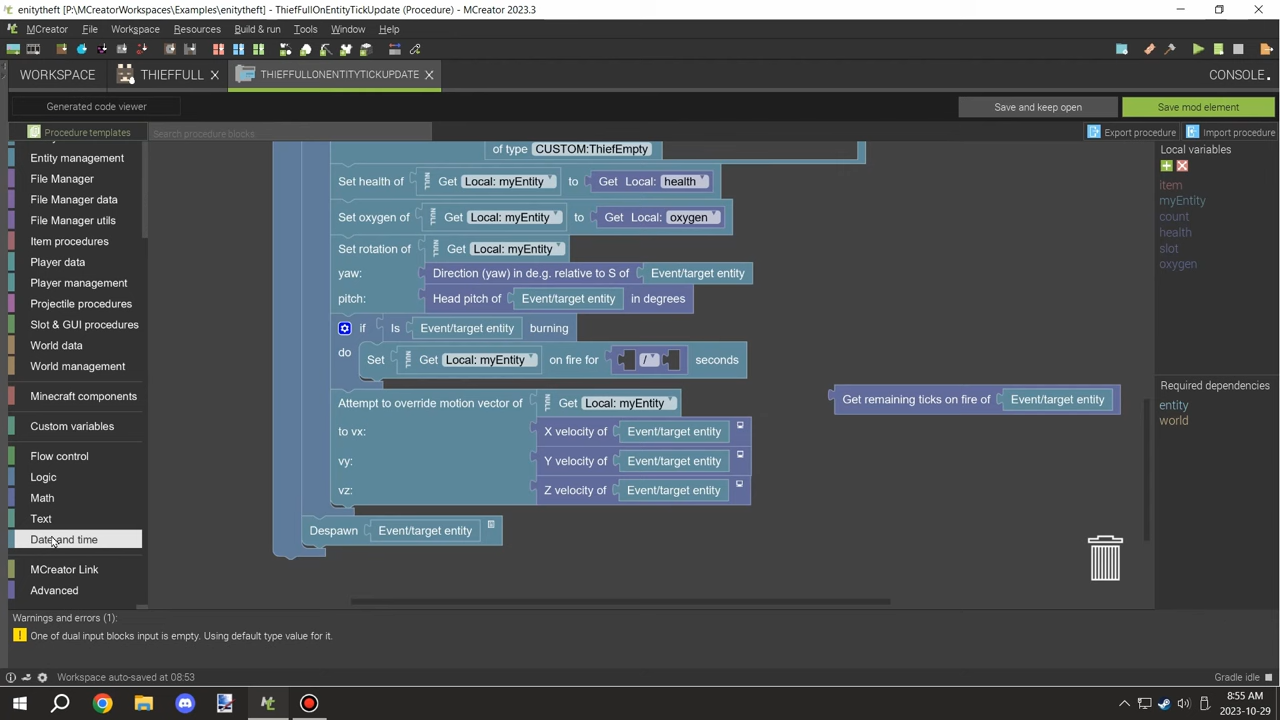 enitytheft [P:\MCreatorWorkspaces\Examples\enitytheft] - ThiefFullOnEntityTickUpdate (Procedure) - MCreator 2023.3
MCreator File Workspace Resources Build & run Tools Window Help
WORKSPACE THIEFFULL THIEFFULLONENTITYTICKUPDATE CONSOLE
Generated code viewer Save and keep open Save mod element
Procedure templates Search procedure blocks Export procedure Import procedure
Entity management
File Manager
File Manager data
File Manager utils
Item procedures
Player data
Player management
Projectile procedures
Slot & GUI procedures
World data
World management
Minecraft components
Custom variables
Flow control
Logic
Math
Text
Date and time
MCreator Link
Advanced
of type CUSTOM:ThiefEmpty
Set health of NULL Get Local: myEntity to Get Local: health
Set oxygen of NULL Get Local: myEntity to Get Local: oxygen
Set rotation of NULL Get Local: myEntity
yaw: Direction (yaw) in de.g. relative to S of Event/target entity
pitch: Head pitch of Event/target entity in degrees
if Is Event/target entity burning
do Set NULL Get Local: myEntity on fire for / seconds
Attempt to override motion vector of NULL Get Local: myEntity
to vx: X velocity of Event/target entity
vy: Y velocity of Event/target entity
vz: Z velocity of Event/target entity
Despawn Event/target entity
Get remaining ticks on fire of Event/target entity
Local variables
item
myEntity
count
health
slot
oxygen
Required dependencies
entity
world
Warnings and errors (1):
One of dual input blocks input is empty. Using default type value for it.
Workspace auto-saved at 08:53 Gradle idle
8:55 AM
2023-10-29